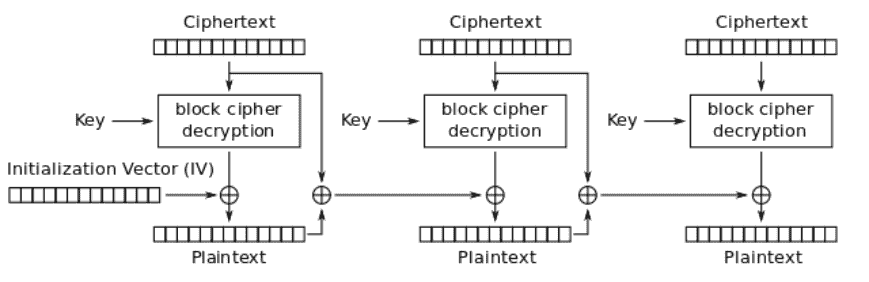 Ciphertext
Ciphertext
Ciphertext
Key
block cipher
decryption
Key
block cipher
decryption
Key
block cipher
decryption
Initialization Vector (IV)
Plaintext
Plaintext
Plaintext